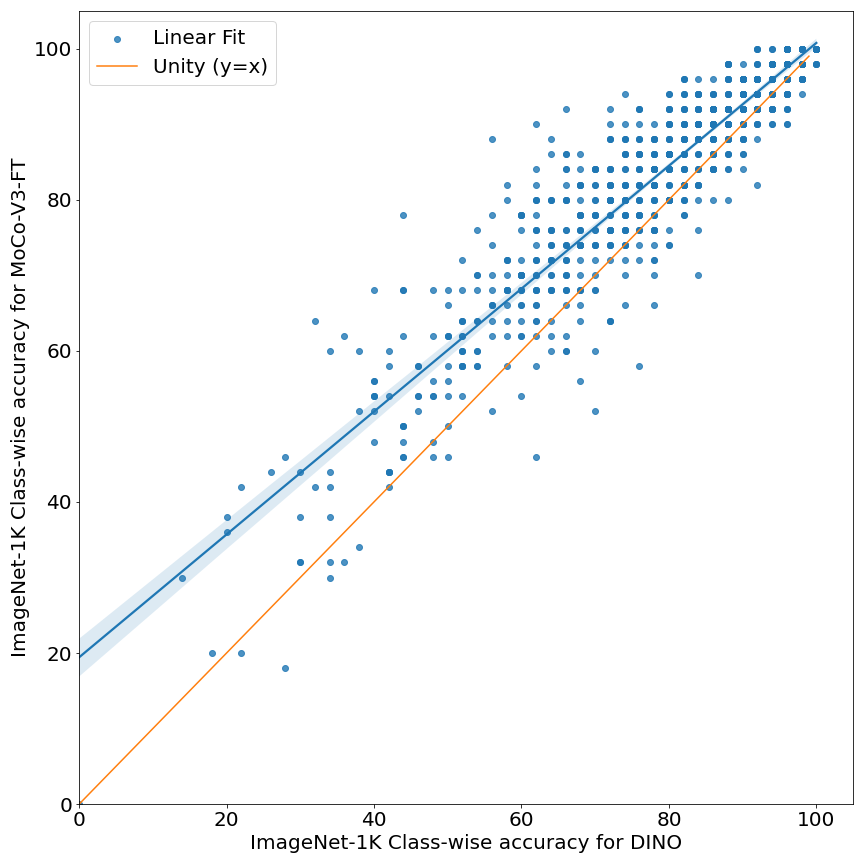 Linear Fit
Unity (y=x)
ImageNet-1K Class-wise accuracy for MoCo-V3-FT
100
80
60
40
20
0
0 20 40 60 80 100
ImageNet-1K Class-wise accuracy for DINO